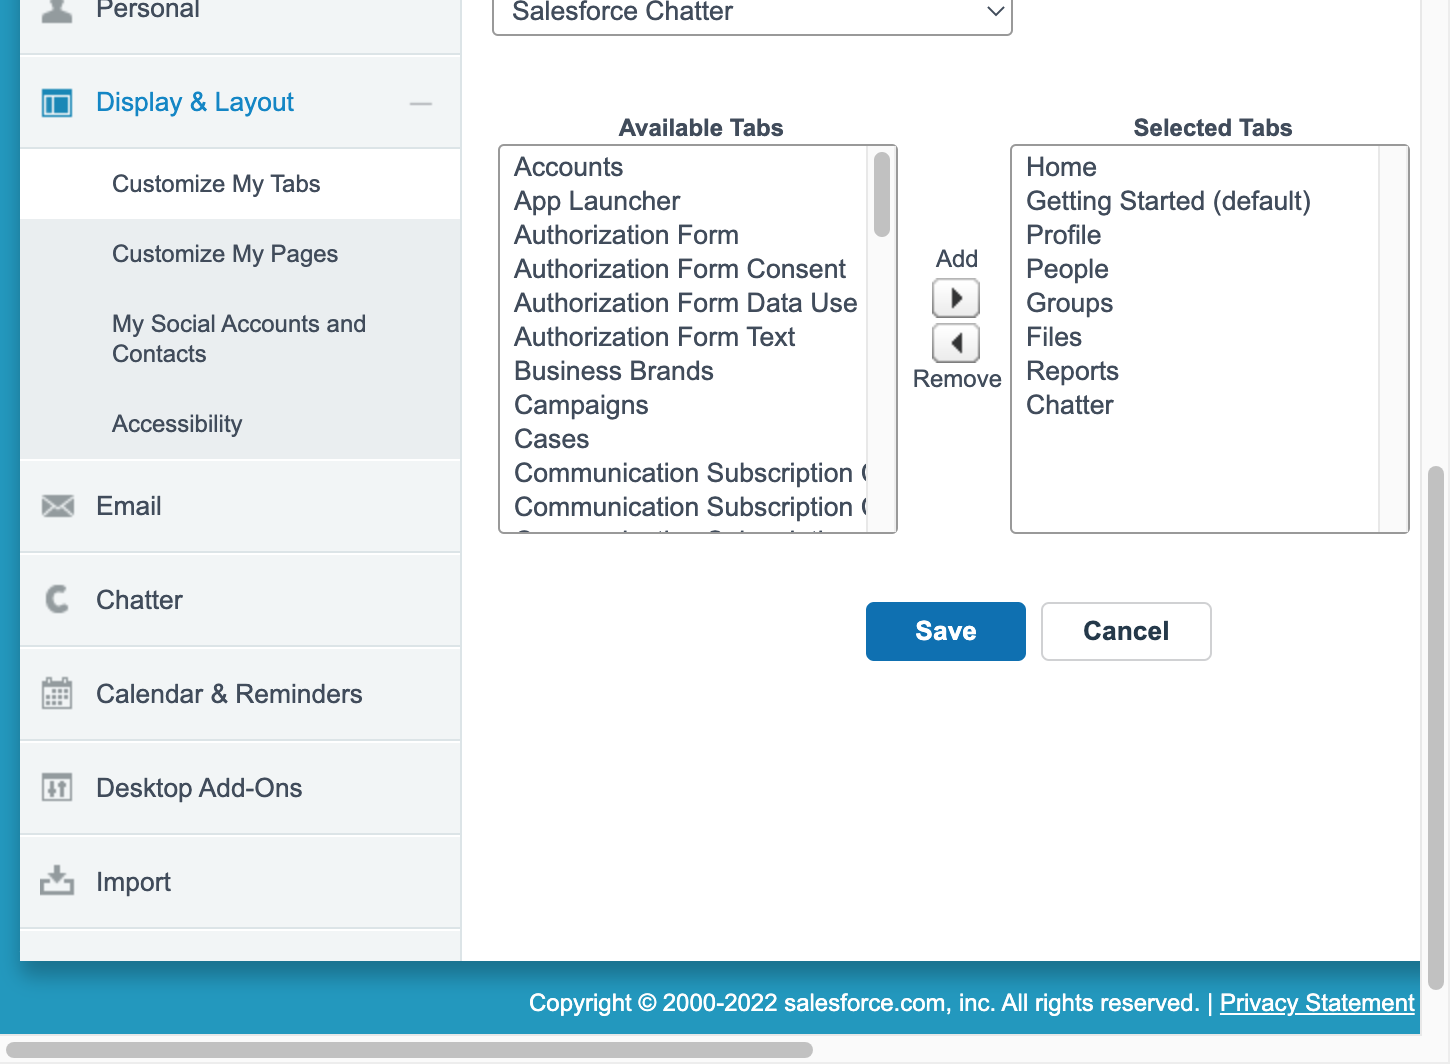 Personal
Display & Layout
Customize My Tabs
Customize My Pages
My Social Accounts and
Contacts
Accessibility
Email
Chatter
Calendar & Reminders
Desktop Add-Ons
Import
Salesforce Chatter
Available Tabs
Accounts
App Launcher
Authorization Form
Authorization Form Consent
Authorization Form Data Use
Authorization Form Text
Business Brands
Campaigns
Cases
Communication Subscription
Communication Subscription
Add
Remove
Selected Tabs
Home
Getting Started (default)
Profile
People
Groups
Files
Reports
Chatter
Save
Cancel
Copyright © 2000-2022 salesforce.com, inc. All rights reserved. | Privacy Statement